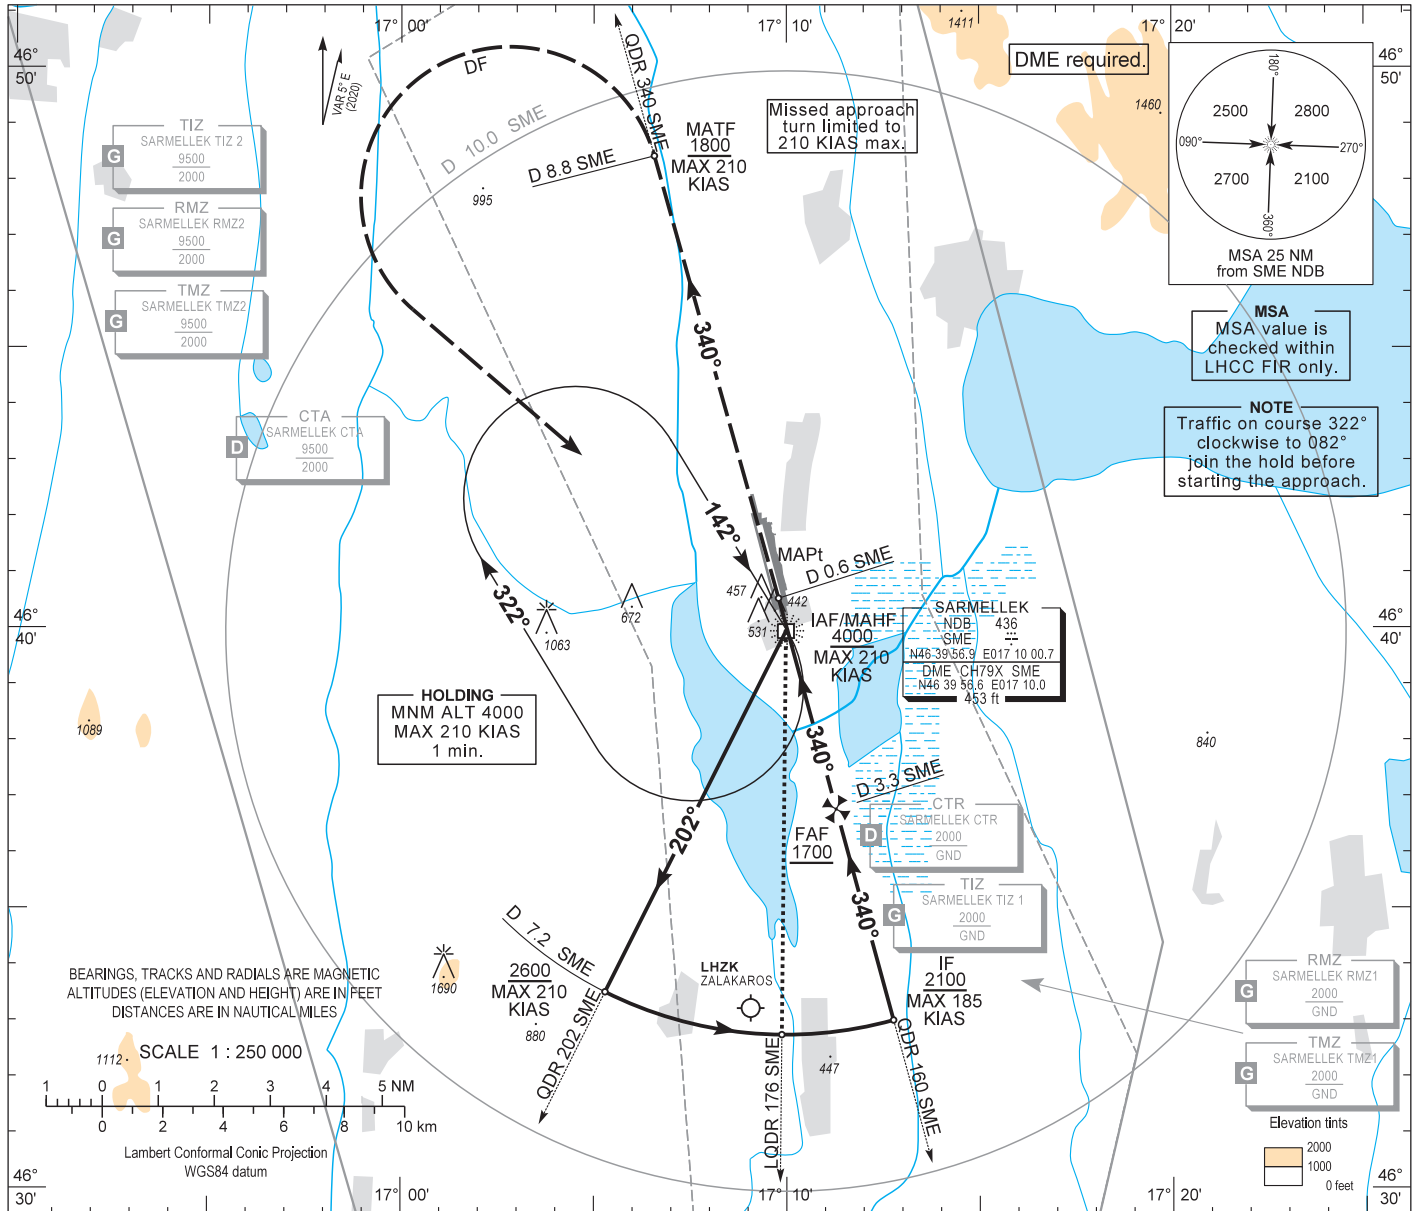 17° 00'
17° 10'
17° 20'
46°
50'
46°
50'
VAR 5° E
(2020)
DF
QDR 340 SME
1411
DME required.
1460
Missed approach
turn limited to
210 KIAS max.
MATF
1800
MAX 210
KIAS
D 10.0 SME
D 8.8 SME
995
180°
2500
2800
090°
270°
2700
2100
360°
MSA 25 NM
from SME NDB
TIZ
SARMELLEK TIZ 2
9500
2000
G
RMZ
SARMELLEK RMZ2
9500
2000
G
TMZ
SARMELLEK TMZ2
9500
2000
G
MSA
MSA value is
checked within
LHCC FIR only.
NOTE
Traffic on course 322°
clockwise to 082°
join the hold before
starting the approach.
CTA
SARMELLEK CTA
9500
2000
D
340°
142°
322°
MAPt
D 0.6 SME
457
442
531
672
1063
IAF/MAHF
4000
MAX 210
KIAS
SARMELLEK
NDB 436
SME
N46 39 56.9 E017 10 00.7
DME CH79X SME
N46 39 56.6 E017 10.0
453 ft
46°
40'
46°
40'
HOLDING
MNM ALT 4000
MAX 210 KIAS
1 min.
1089
840
340°
D 3.3 SME
202°
FAF
1700
CTR
SARMELLEK CTR
2000
GND
D
TIZ
SARMELLEK TIZ 1
2000
GND
G
340°
D 7.2 SME
2600
MAX 210
KIAS
880
1690
LHZK
ZALAKAROS
IF
2100
MAX 185
KIAS
RMZ
SARMELLEK RMZ1
2000
GND
G
TMZ
SARMELLEK TMZ1
2000
GND
G
BEARINGS, TRACKS AND RADIALS ARE MAGNETIC
ALTITUDES (ELEVATION AND HEIGHT) ARE IN FEET
DISTANCES ARE IN NAUTICAL MILES
1112
SCALE 1 : 250 000
1 0 1 2 3 4 5 NM
0 2 4 6 8 10 km
Lambert Conformal Conic Projection
WGS84 datum
QDR 202 SME
LQDR 176 SME
447
QDR 160 SME
Elevation tints
2000
1000
0 feet
46°
30'
46°
30'
17° 00'
17° 10'
17° 20'